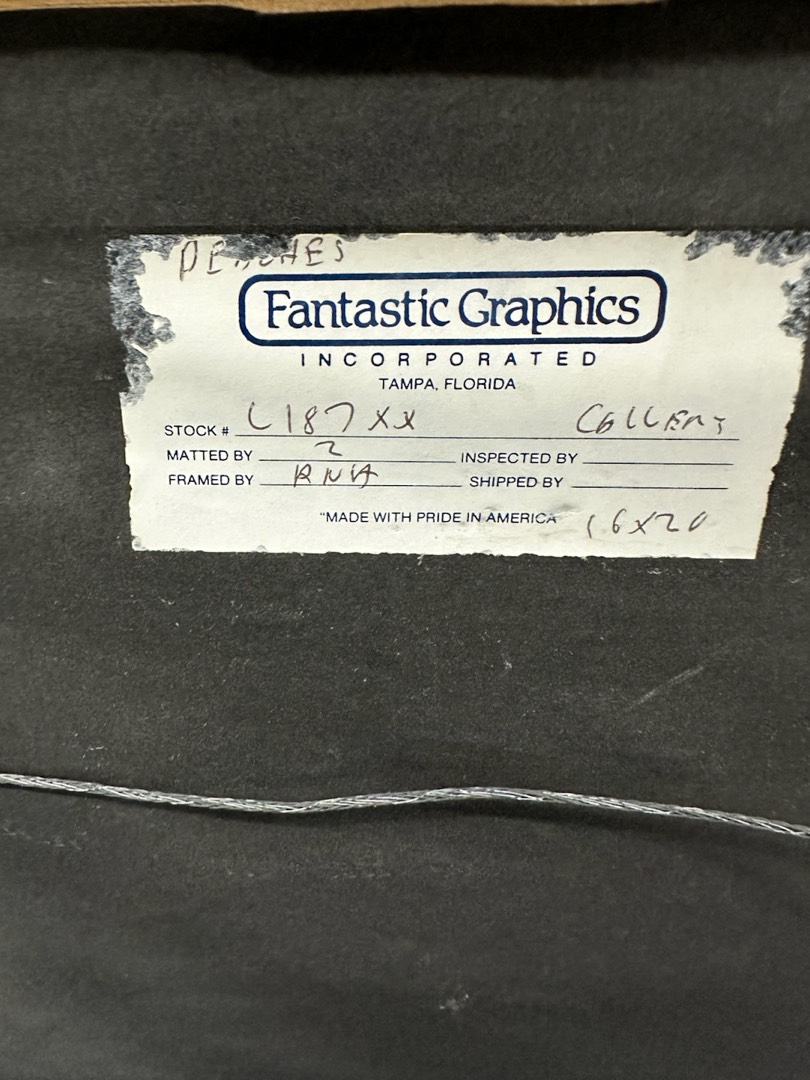 Fantastic Graphics
INCORPORATED
TAMPA, FLORIDA
STOCK # L187XX
MATTED BY 2 INSPECTED BY
FRAMED BY SHIPPED BY
"MADE WITH PRIDE IN AMERICA 16x20